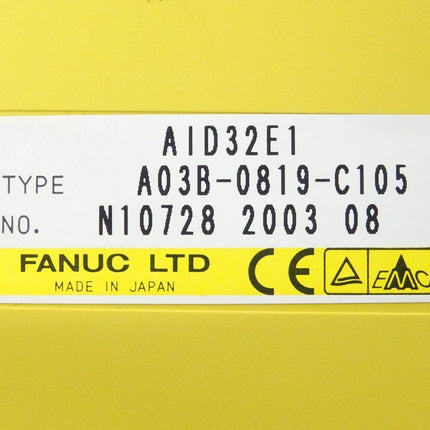 AID32E1
TYPE A03B-0819-C105
NO. N10728 2003 08
FANUC LTD CE EMC
MADE IN JAPAN